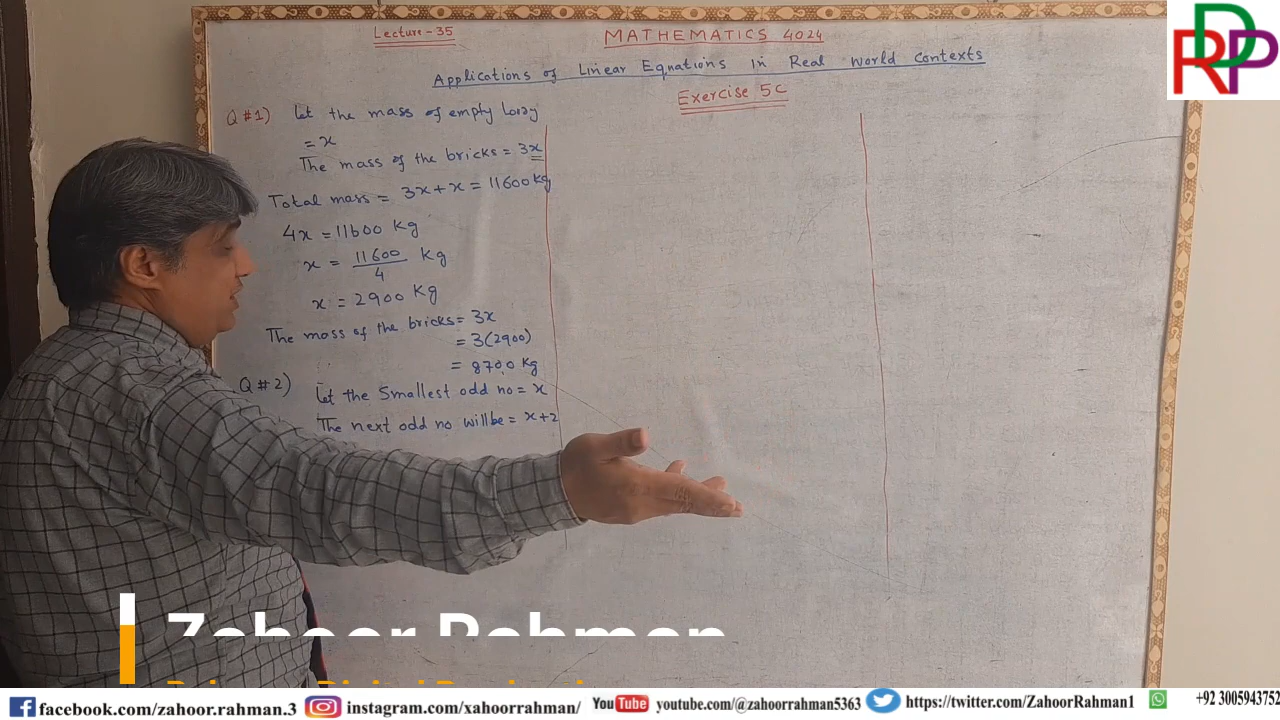 Lecture-35
MATHEMATICS 4024
Applications of Linear Equations in Real World Contexts
Exercise 5C
Q #1) Let the mass of empty lorry
= x
The mass of the bricks = 3x
Total mass = 3x + x = 11600 kg
4x = 11600 Kg
x = 11600/4 Kg
x = 2900 Kg
The mass of the bricks = 3x
= 3(2900)
= 8700 Kg
Q #2) Let the Smallest odd no = x
The next odd no will be = x+2
RDP
Zahoor Rahman
facebook.com/zahoor.rahman.3
instagram.com/xahoorrahman/
YouTube youtube.com/@zahoorrahman5363
https://twitter.com/ZahoorRahman1
+92 3005943752